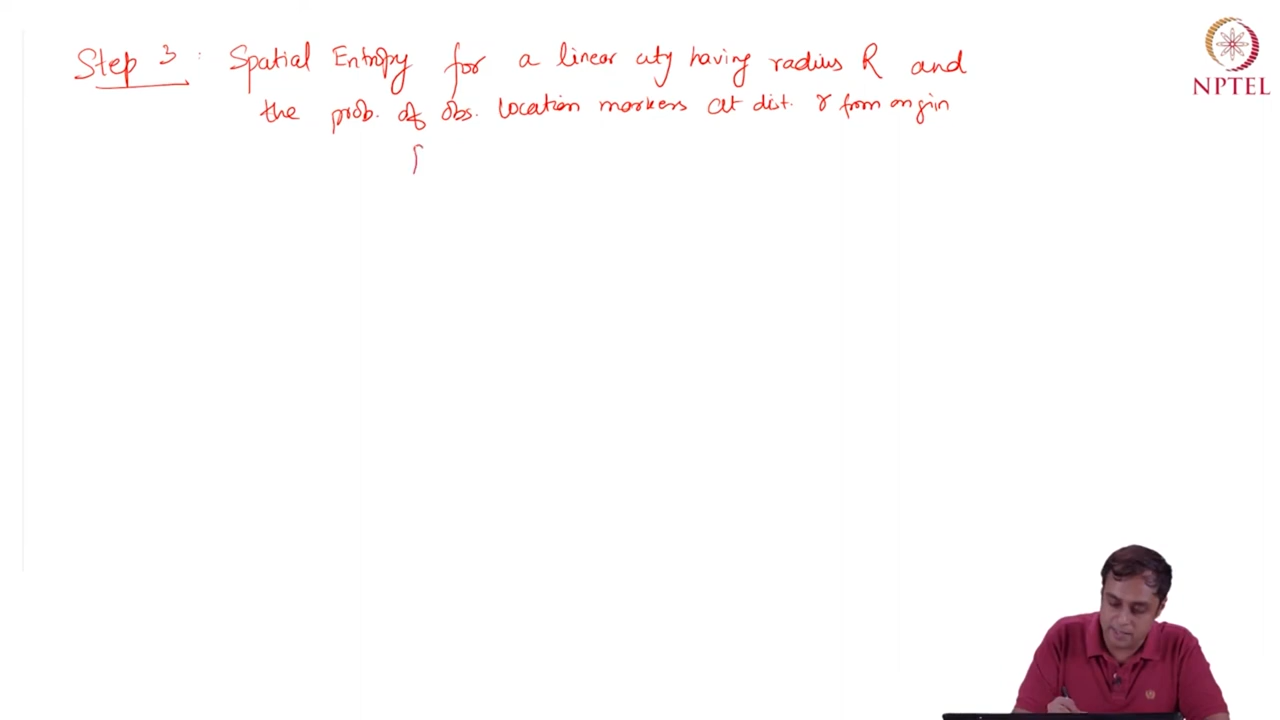 Step 3 : Spatial Entropy for a linear city having radius R and
the prob. of obs. location markers at dist. r from origin
NPTEL